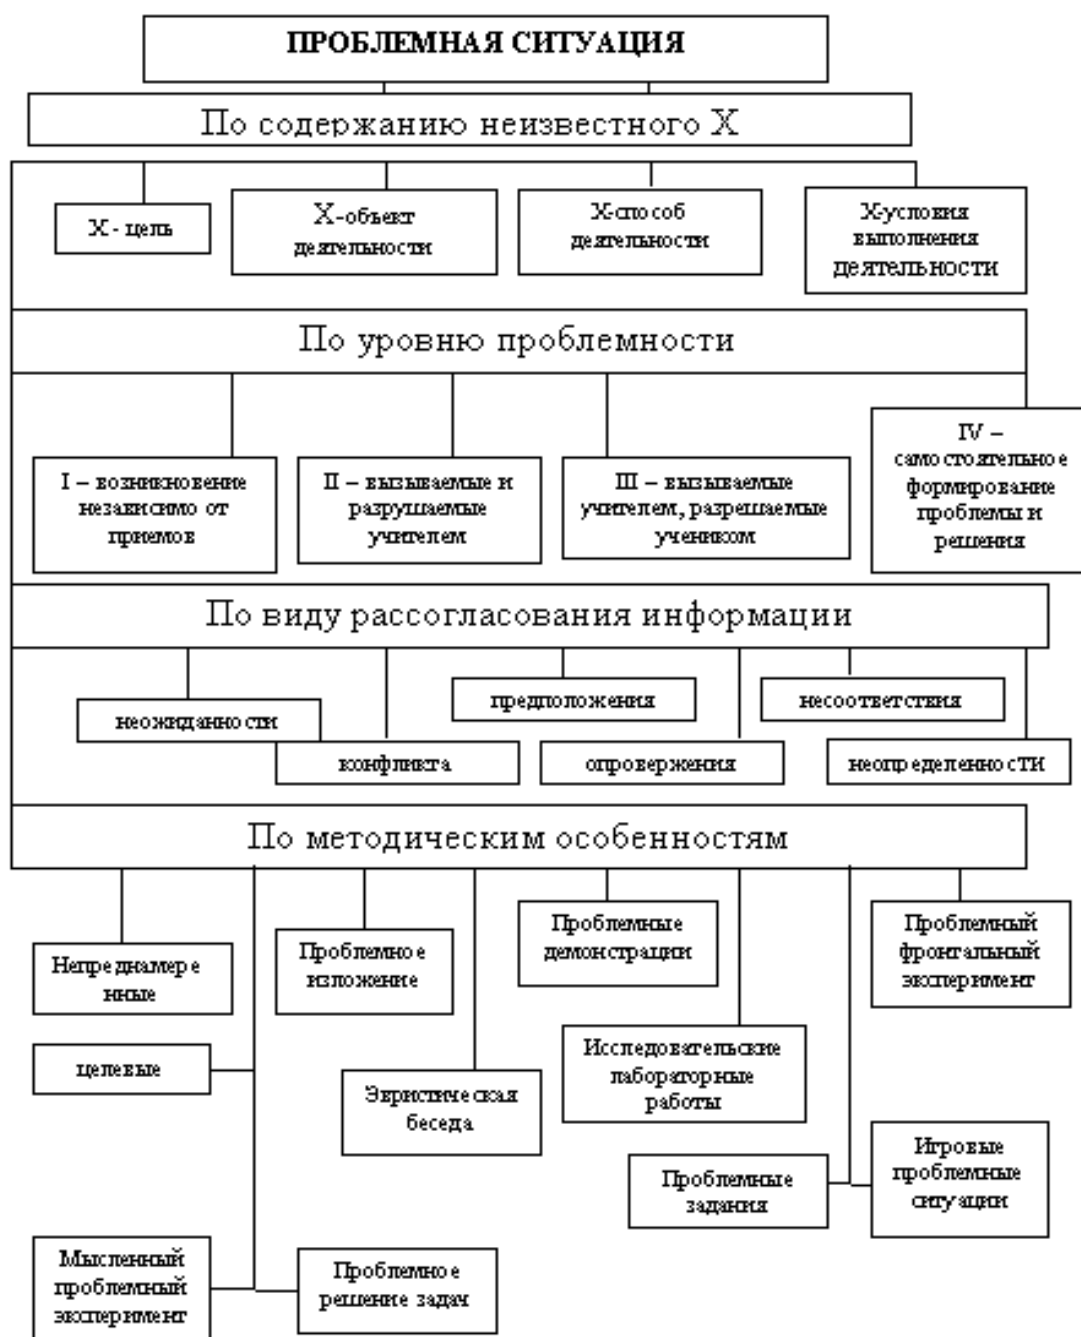 ПРОБЛЕМНАЯ СИТУАЦИЯ
По содержанию неизвестного X
X - цель
X-объект
деятельности
X-способ
деятельности
X-условия
выполнения
деятельности
По уровню проблемности
I – возникновение
независимо от
приемов
II – вызываемые и
разрушаемые
учителем
III – вызываемые
учителем, разрешаемые
учеником
IV –
самостоятельное
формирование
проблемы и
решения
По виду рассогласования информации
неожиданности
конфликта
предположения
опровержения
несоответствия
неопределенносТИ
По методическим особенностям
Непреднамере
нные
Проблемное
изложение
Проблемные
демонстрации
Проблемный
фронтальный
эксперимент
целевые
Эвристическая
беседа
Исследовательские
лабораторные
работы
Проблемные
задания
Игровые
проблемные
ситуации
Мысленный
проблемный
эксперимент
Проблемное
решение задач